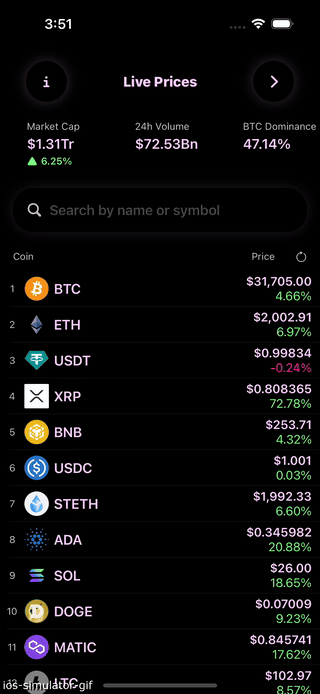 3:51
i Live Prices
Market Cap 24h Volume BTC Dominance
$1.31Tr $72.53Bn 47.14%
6.25%
Search by name or symbol
Coin Price
1 BTC $31,705.00
4.66%
2 ETH $2,002.91
6.97%
3 USDT $0.99834
-0.24%
4 XRP $0.808365
72.78%
5 BNB $253.71
4.32%
6 USDC $1.001
0.03%
7 STETH $1,992.33
6.60%
8 ADA $0.345982
20.88%
9 SOL $26.00
18.65%
10 DOGE $0.07009
9.23%
11 MATIC $0.845741
17.62%
12 LTC $102.97
8.57%
ios-simulator-gif